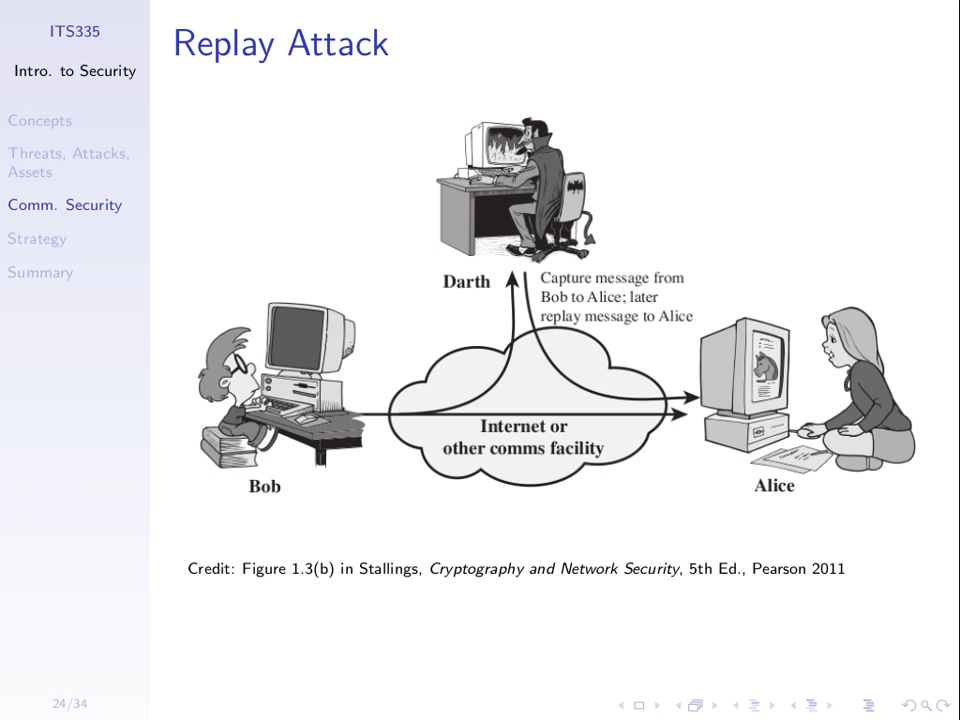 ITS335
Intro. to Security
Concepts
Threats, Attacks,
Assets
Comm. Security
Strategy
Summary
24/34
Replay Attack
Darth
Capture message from
Bob to Alice; later
replay message to Alice
Internet or
other comms facility
Bob
Alice
Credit: Figure 1.3(b) in Stallings, Cryptography and Network Security, 5th Ed., Pearson 2011